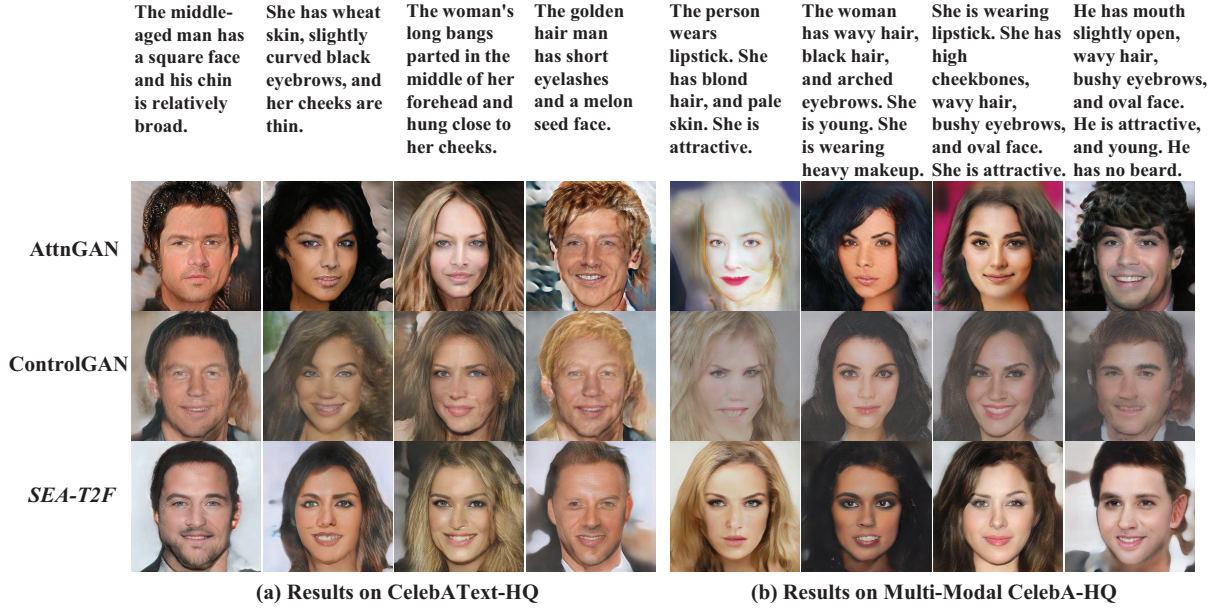 The middle-
aged man has
a square face
and his chin
is relatively
broad.
She has wheat
skin, slightly
curved black
eyebrows, and
her cheeks are
thin.
The woman's
long bangs
parted in the
middle of her
forehead and
hung close to
her cheeks.
The golden
hair man
has short
eyelashes
and a melon
seed face.
The person
wears
lipstick. She
has blond
hair, and pale
skin. She is
attractive.
The woman
has wavy hair,
black hair,
and arched
eyebrows. She
is young. She
is wearing
heavy makeup.
She is wearing
lipstick. She has
high
cheekbones,
wavy hair,
bushy eyebrows,
and oval face.
She is attractive.
He has mouth
slightly open,
wavy hair,
bushy eyebrows,
and oval face.
He is attractive,
and young. He
has no beard.
AttnGAN
ControlGAN
SEA-T2F
(a) Results on CelebAText-HQ
(b) Results on Multi-Modal CelebA-HQ